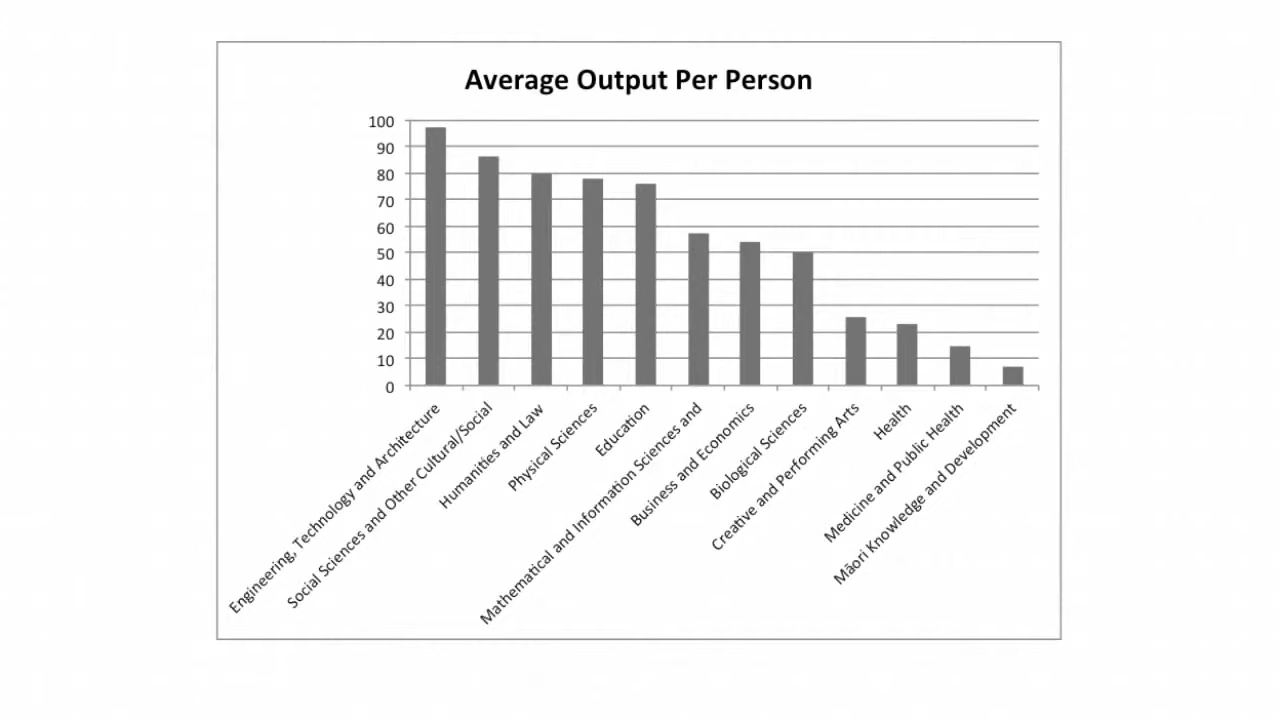 Average Output Per Person
100
90
80
70
60
50
40
30
20
10
0
Engineering, Technology and Architecture
Social Sciences and Other Cultural/Social
Humanities and Law
Physical Sciences
Education
Mathematical and Information Sciences and
Business and Economics
Biological Sciences
Creative and Performing Arts
Health
Medicine and Public Health
Māori Knowledge and Development